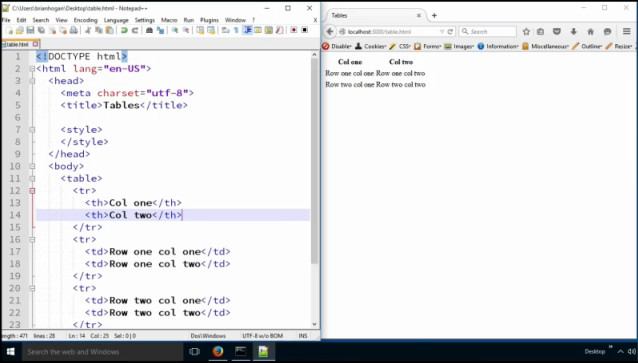 C:\Users\brianhogan\Desktop\table.html - Notepad++
File Edit Search View Encoding Language Settings Macro Run Plugins Window ?
table.html
1 <!DOCTYPE html>
2 <html lang="en-US">
3 <head>
4 <meta charset="utf-8">
5 <title>Tables</title>
6
7 <style>
8 </style>
9 </head>
10 <body>
11 <table>
12 <tr>
13 <th>Col one</th>
14 <th>Col two</th>
15 </tr>
16 <tr>
17 <td>Row one col one</td>
18 <td>Row one col two</td>
19 </tr>
20 <tr>
21 <td>Row two col one</td>
22 <td>Row two col two</td>
23 </tr>
length : 471 lines : 28 Ln : 14 Col : 25 Sel : 0 | 0 Dos\Windows UTF-8 w/o BOM INS
Tables
localhost:3000/table.html
Search
Disable Cookies CSS Forms Images Information Miscellaneous Outline Resize
Col one Col two
Row one col one Row one col two
Row two col one Row two col two
Search the web and Windows
Desktop